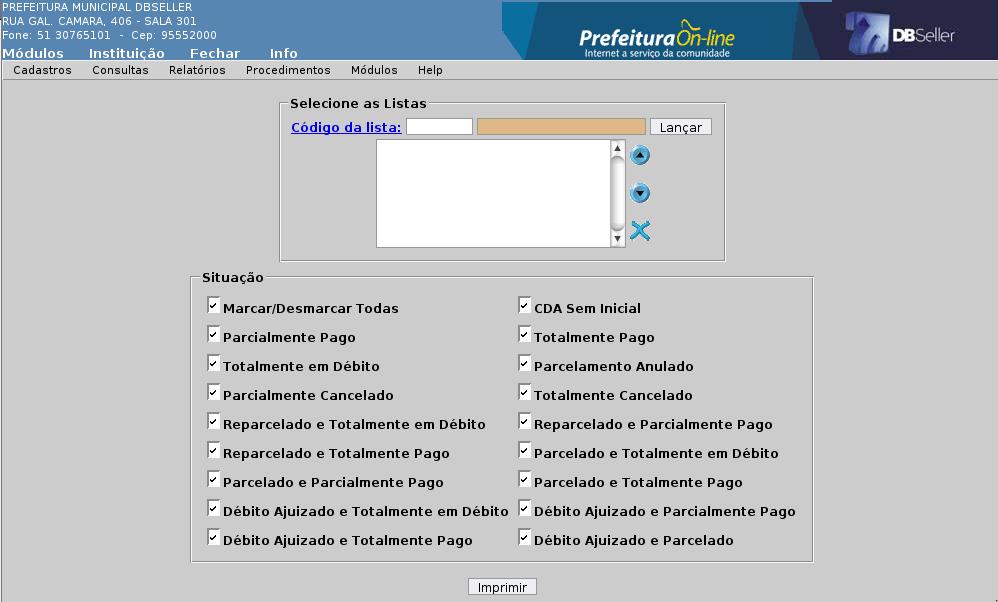 PREFEITURA MUNICIPAL DBSELLER
RUA GAL. CAMARA, 406 - SALA 301
Fone: 51 30765101 - Cep: 95552000
Prefeitura On-line
Internet a serviço da comunidade
DBSeller
Módulos Instituição Fechar Info
Cadastros Consultas Relatórios Procedimentos Módulos Help
Selecione as Listas
Código da lista: Lançar
Situação
Marcar/Desmarcar Todas CDA Sem Inicial
Parcialmente Pago Totalmente Pago
Totalmente em Débito Parcelamento Anulado
Parcialmente Cancelado Totalmente Cancelado
Reparcelado e Totalmente em Débito Reparcelado e Parcialmente Pago
Reparcelado e Totalmente Pago Parcelado e Totalmente em Débito
Parcelado e Parcialmente Pago Parcelado e Totalmente Pago
Débito Ajuizado e Totalmente em Débito Débito Ajuizado e Parcialmente Pago
Débito Ajuizado e Totalmente Pago Débito Ajuizado e Parcelado
Imprimir